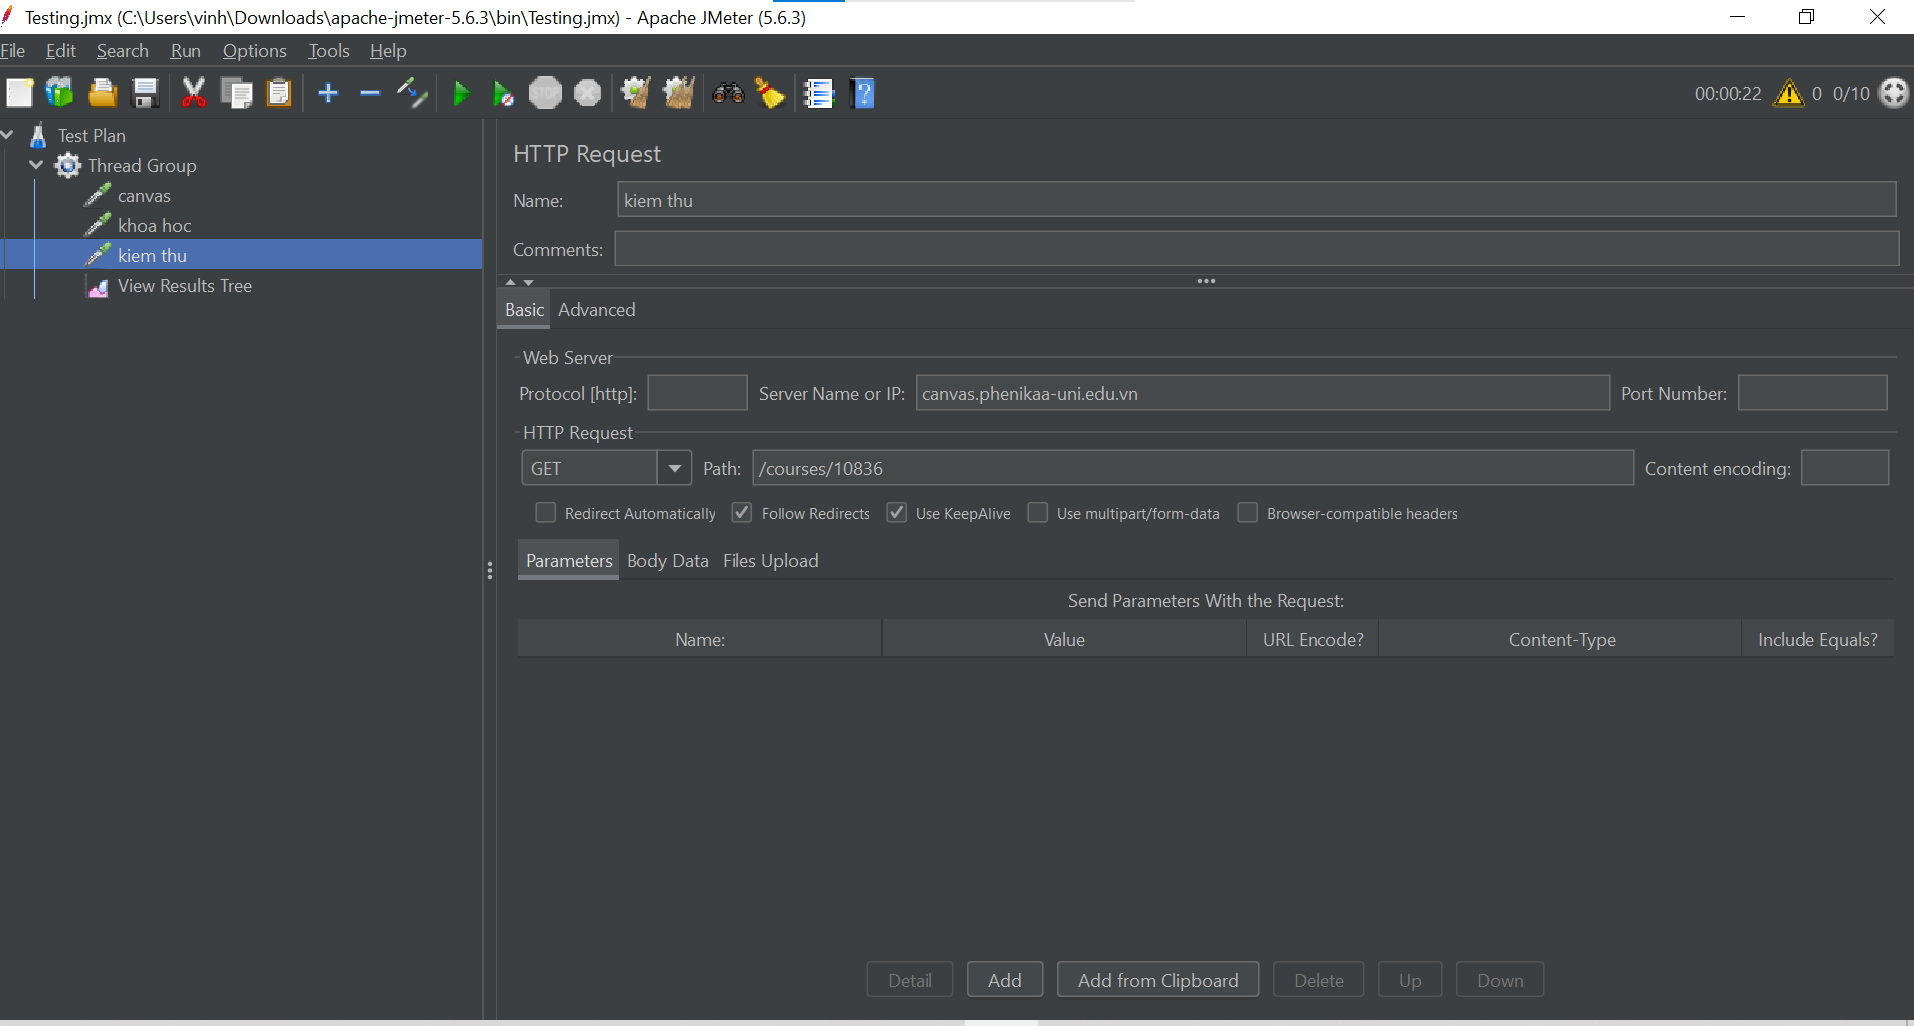 Testing.jmx (C:\Users\vinh\Downloads\apache-jmeter-5.6.3\bin\Testing.jmx) - Apache JMeter (5.6.3)
File Edit Search Run Options Tools Help
STOP
00:00:22 0 0/10
Test Plan
Thread Group
canvas
khoa hoc
kiem thu
View Results Tree
HTTP Request
Name: kiem thu
Comments:
Basic Advanced
Web Server
Protocol [http]: Server Name or IP: canvas.phenikaa-uni.edu.vn Port Number:
HTTP Request
GET Path: /courses/10836 Content encoding:
Redirect Automatically Follow Redirects Use KeepAlive Use multipart/form-data Browser-compatible headers
Parameters Body Data Files Upload
Send Parameters With the Request:
Name: Value URL Encode? Content-Type Include Equals?
Detail Add Add from Clipboard Delete Up Down